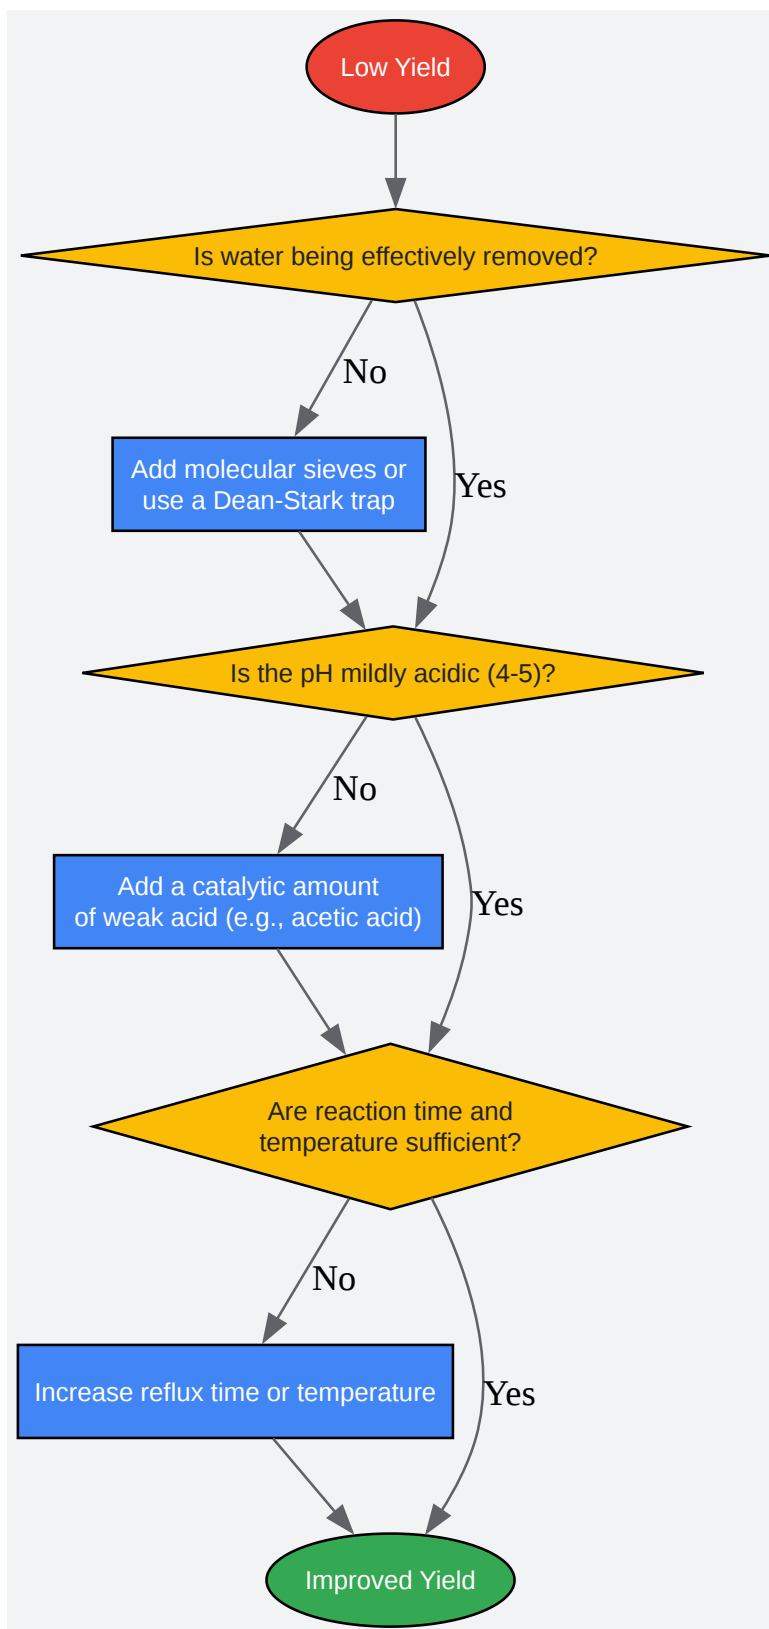 Low Yield
Is water being effectively removed?
No
Add molecular sieves or
use a Dean-Stark trap
Yes
Is the pH mildly acidic (4-5)?
No
Add a catalytic amount
of weak acid (e.g., acetic acid)
Yes
Are reaction time and
temperature sufficient?
No
Increase reflux time or temperature
Yes
Improved Yield